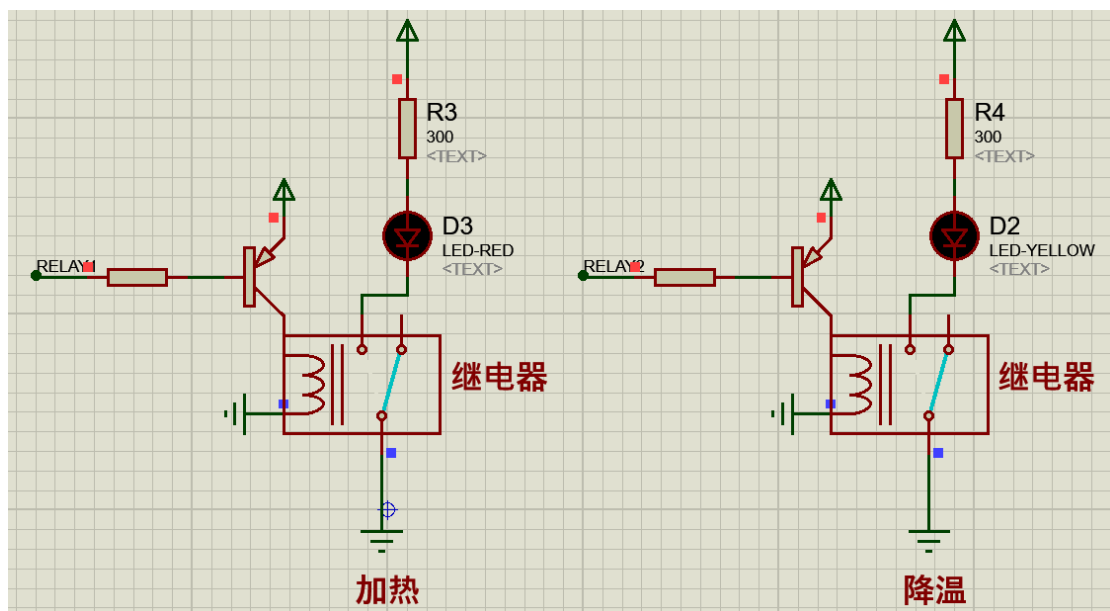 R3
300
<TEXT>
D3
LED-RED
<TEXT>
RELAY1
继电器
加热
R4
300
<TEXT>
D2
LED-YELLOW
<TEXT>
RELAY2
继电器
降温